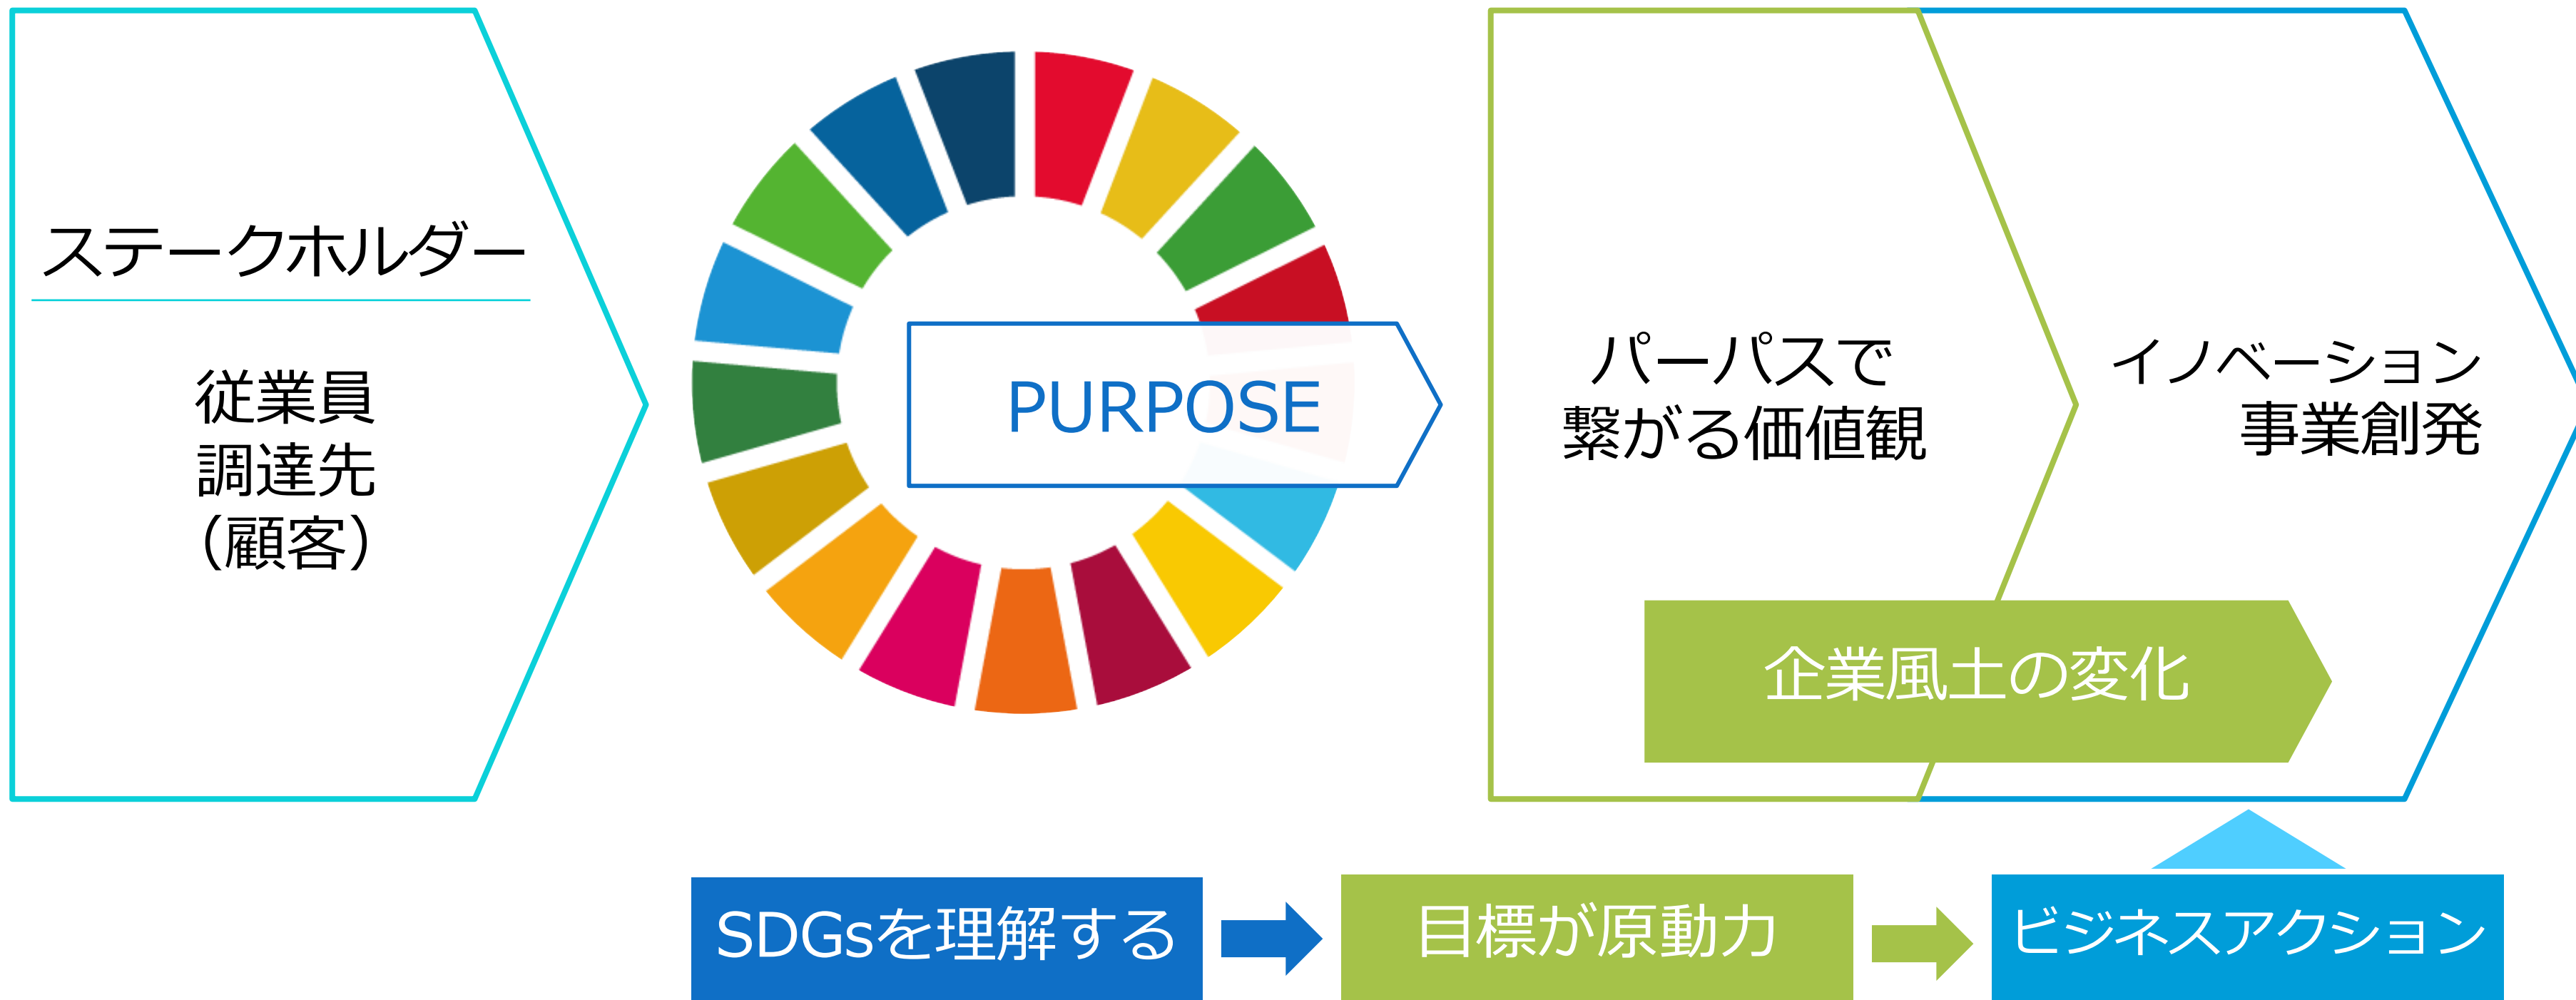 ステークホルダー
従業員
調達先
（顧客）
PURPOSE
パーパスで
繋がる価値観
イノベーション
事業創発
企業風土の変化
SDGsを理解する
目標が原動力
ビジネスアクション